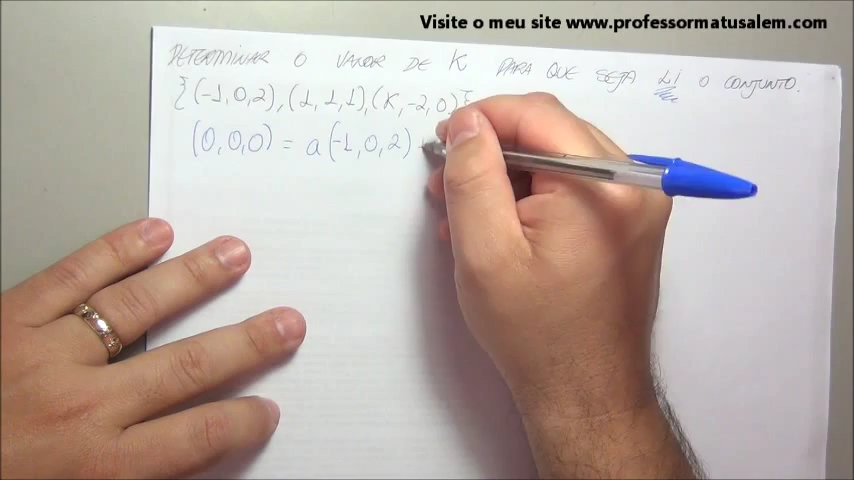 Visite o meu site www.professormatusalem.com
DETERMINAR O VALOR DE K PARA QUE SEJA LI O CONJUNTO.
{(-1,0,2),(1,1,1),(K,-2,0)}
(0,0,0) = a(-1,0,2)